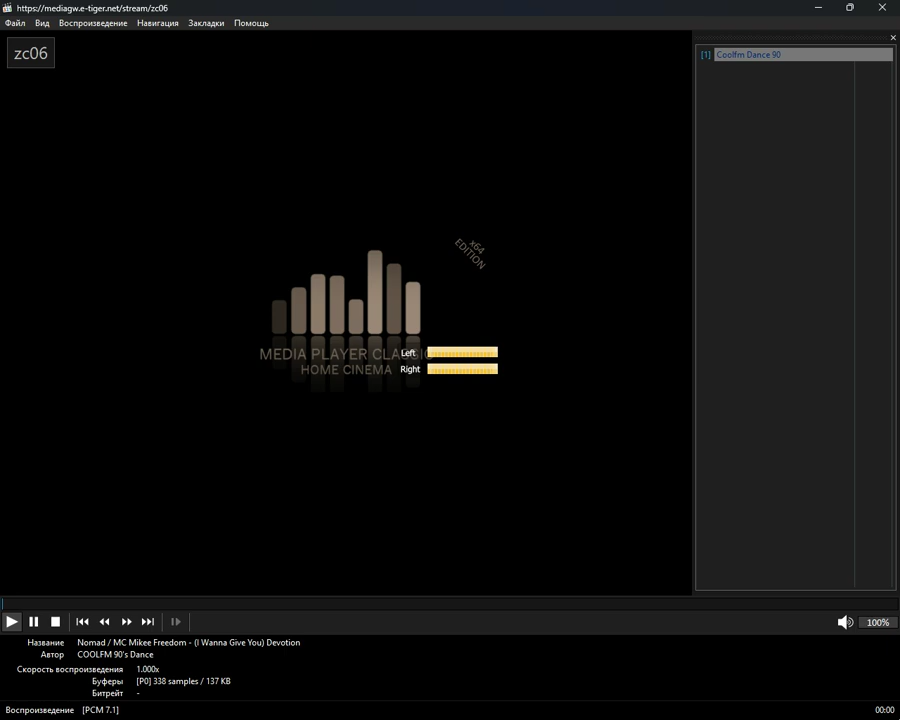 https://mediagw.e-tiger.net/stream/zc06
Файл Вид Воспроизведение Навигация Закладки Помощь
zc06
[1] Coolfm Dance 90
x64
EDITION
MEDIA PLAYER CLASSIC
HOME CINEMA
Left
Right
100%
Название Nomad / MC Mikee Freedom - (I Wanna Give You) Devotion
Автор COOLFM 90's Dance
Скорость воспроизведения 1.000x
Буферы [P0] 338 samples / 137 KB
Битрейт -
Воспроизведение [PCM 7.1] 00:00